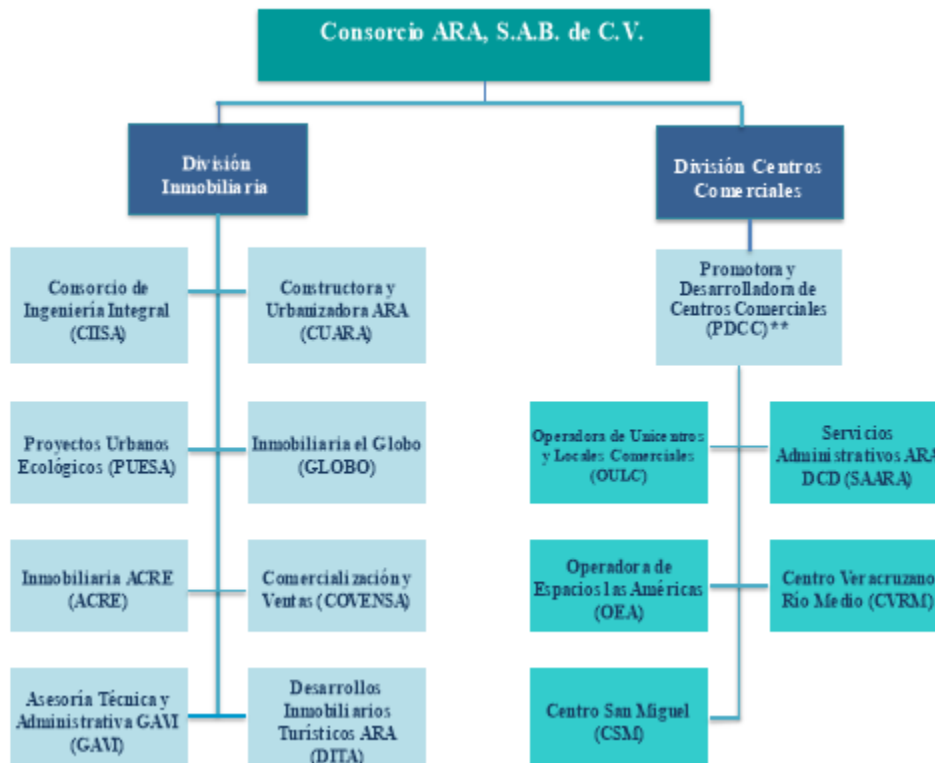 Consorcio ARA, S.A.B. de C.V.
División
Inmobiliaria
División Centros
Comerciales
Consorcio de
Ingeniería Integral
(CIISA)
Constructora y
Urbanizadora ARA
(CUARA)
Promotora y
Desarrolladora de
Centros Comerciales
(PDCC)**
Proyectos Urbanos
Ecológicos (PUESA)
Inmobiliaria el Globo
(GLOBO)
Operadora de Unicentros
y Locales Comerciales
(OULC)
Servicios
Administrativos ARA
DCD (SAARA)
Inmobiliaria ACRE
(ACRE)
Comercialización y
Ventas (COVENSA)
Operadora de
Espacios las Américas
(OEA)
Centro Veracruzano
Río Medio (CVRM)
Asesoría Técnica y
Administrativa GAVI
(GAVI)
Desarrollos
Inmobiliarios
Turísticos ARA
(DITA)
Centro San Miguel
(CSM)